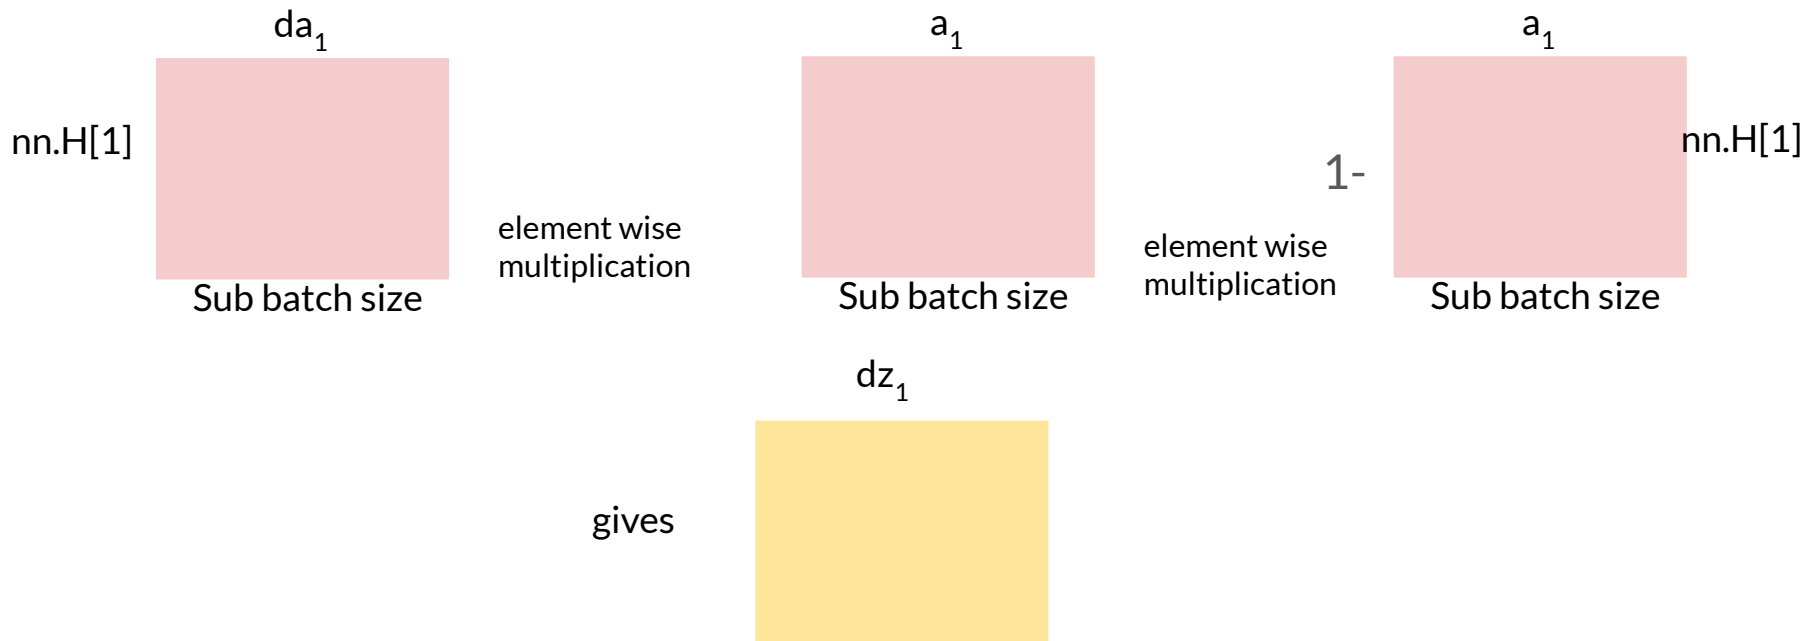 da₁
a₁
a₁
nn.H[1]
nn.H[1]
1-
element wise
multiplication
element wise
multiplication
Sub batch size
Sub batch size
Sub batch size
dz₁
gives